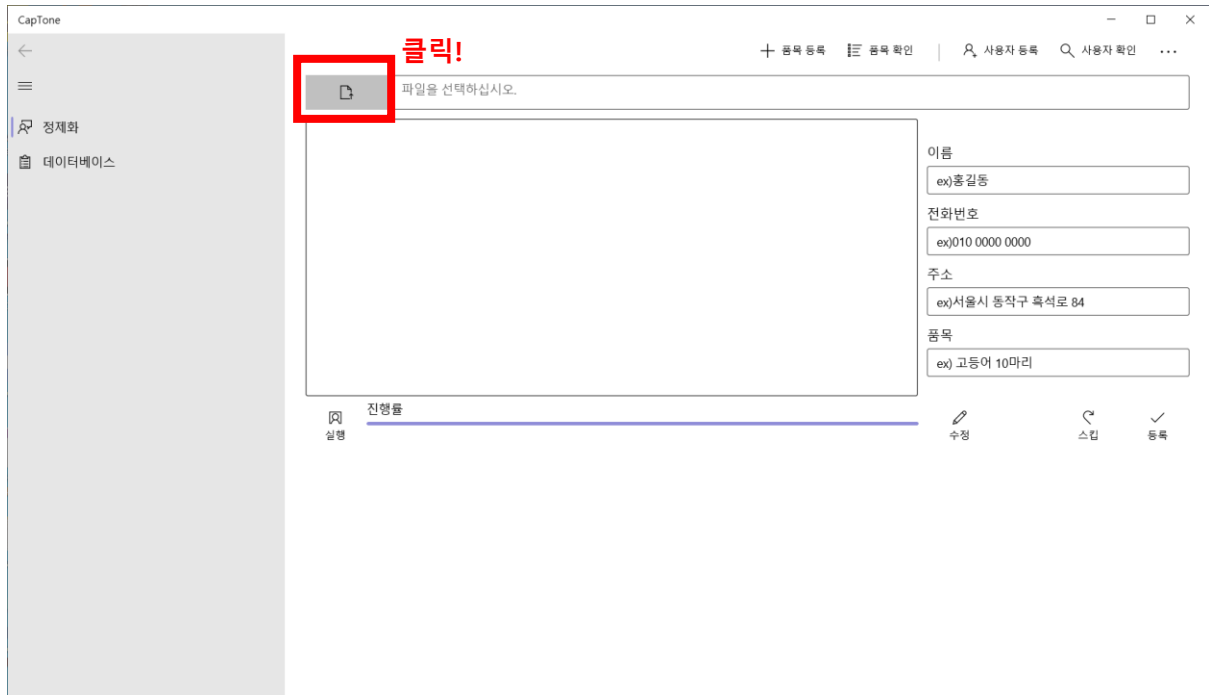 CapTone
클릭!
품목 등록 품목 확인 사용자 등록 사용자 확인 ...
파일을 선택하십시오.
정제화
데이터베이스
이름
ex)홍길동
전화번호
ex)010 0000 0000
주소
ex)서울시 동작구 흑석로 84
품목
ex) 고등어 10마리
진행률
실행
수정 스킵 등록